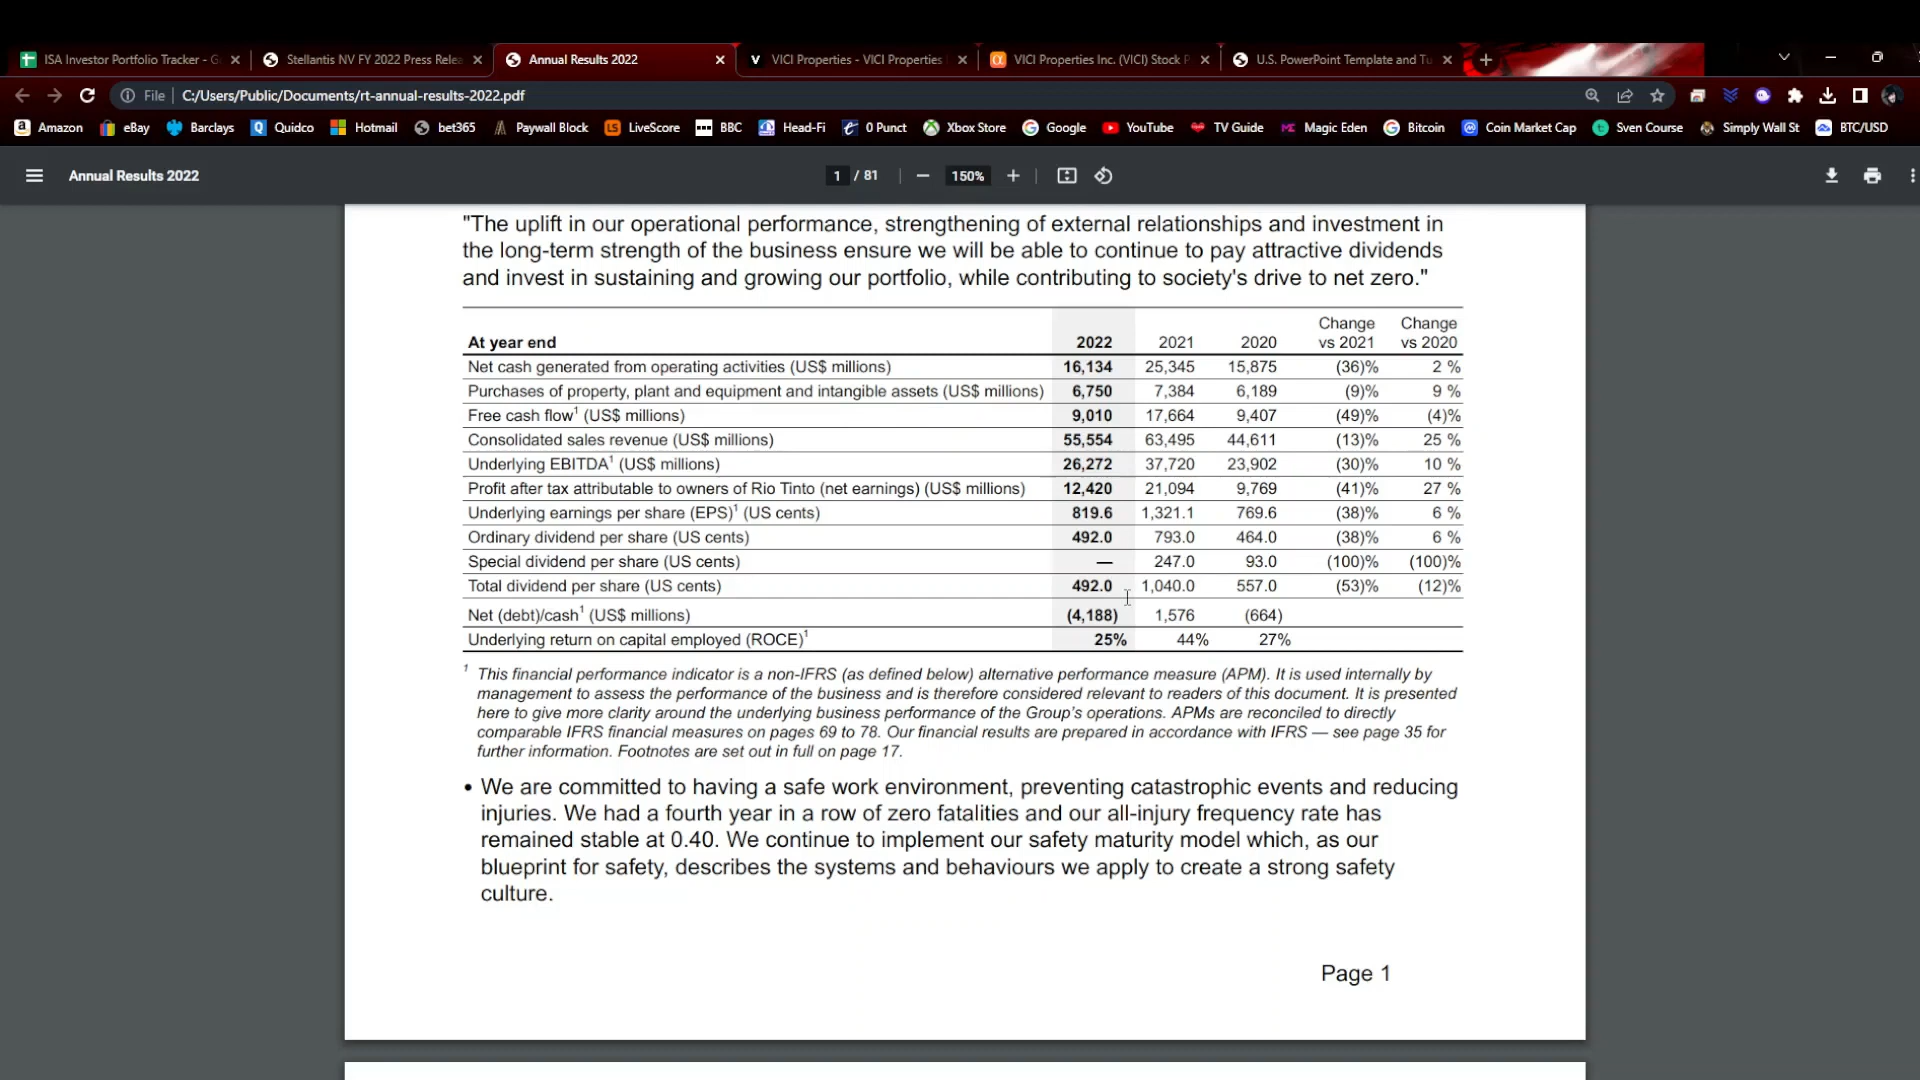 ISA Investor Portfolio Tracker - G
Stellantis NV FY 2022 Press Relea
Annual Results 2022
VICI Properties - VICI Properties
VICI Properties Inc. (VICI) Stock P
U.S. PowerPoint Template and Tu
File C:/Users/Public/Documents/rt-annual-results-2022.pdf
Amazon eBay Barclays Quidco Hotmail bet365 Paywall Block LiveScore BBC Head-Fi 0 Punct Xbox Store Google YouTube TV Guide Magic Eden Bitcoin Coin Market Cap Sven Course Simply Wall St BTC/USD
Annual Results 2022 1 / 81 — 150% +
"The uplift in our operational performance, strengthening of external relationships and investment in
the long-term strength of the business ensure we will be able to continue to pay attractive dividends
and invest in sustaining and growing our portfolio, while contributing to society's drive to net zero."
At year end 2022 2021 2020 Change vs 2021 Change vs 2020
Net cash generated from operating activities (US$ millions) 16,134 25,345 15,875 (36)% 2 %
Purchases of property, plant and equipment and intangible assets (US$ millions) 6,750 7,384 6,189 (9)% 9 %
Free cash flow1 (US$ millions) 9,010 17,664 9,407 (49)% (4)%
Consolidated sales revenue (US$ millions) 55,554 63,495 44,611 (13)% 25 %
Underlying EBITDA1 (US$ millions) 26,272 37,720 23,902 (30)% 10 %
Profit after tax attributable to owners of Rio Tinto (net earnings) (US$ millions) 12,420 21,094 9,769 (41)% 27 %
Underlying earnings per share (EPS)1 (US cents) 819.6 1,321.1 769.6 (38)% 6 %
Ordinary dividend per share (US cents) 492.0 793.0 464.0 (38)% 6 %
Special dividend per share (US cents) — 247.0 93.0 (100)% (100)%
Total dividend per share (US cents) 492.0 1,040.0 557.0 (53)% (12)%
Net (debt)/cash1 (US$ millions) (4,188) 1,576 (664)
Underlying return on capital employed (ROCE)1 25% 44% 27%
1 This financial performance indicator is a non-IFRS (as defined below) alternative performance measure (APM). It is used internally by
management to assess the performance of the business and is therefore considered relevant to readers of this document. It is presented
here to give more clarity around the underlying business performance of the Group's operations. APMs are reconciled to directly
comparable IFRS financial measures on pages 69 to 78. Our financial results are prepared in accordance with IFRS — see page 35 for
further information. Footnotes are set out in full on page 17.
• We are committed to having a safe work environment, preventing catastrophic events and reducing
injuries. We had a fourth year in a row of zero fatalities and our all-injury frequency rate has
remained stable at 0.40. We continue to implement our safety maturity model which, as our
blueprint for safety, describes the systems and behaviours we apply to create a strong safety
culture.
Page 1